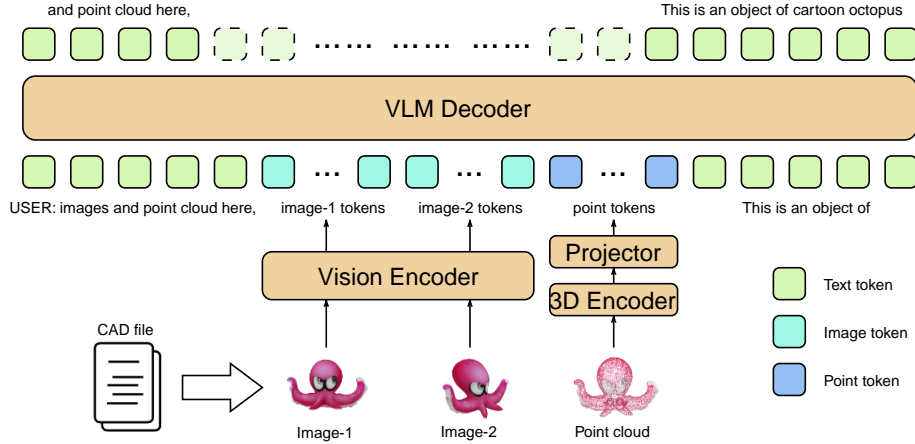 and point cloud here,
This is an object of cartoon octopus
VLM Decoder
USER: images and point cloud here,
image-1 tokens
image-2 tokens
point tokens
This is an object of
Vision Encoder
Projector
3D Encoder
Text token
Image token
Point token
CAD file
Image-1
Image-2
Point cloud